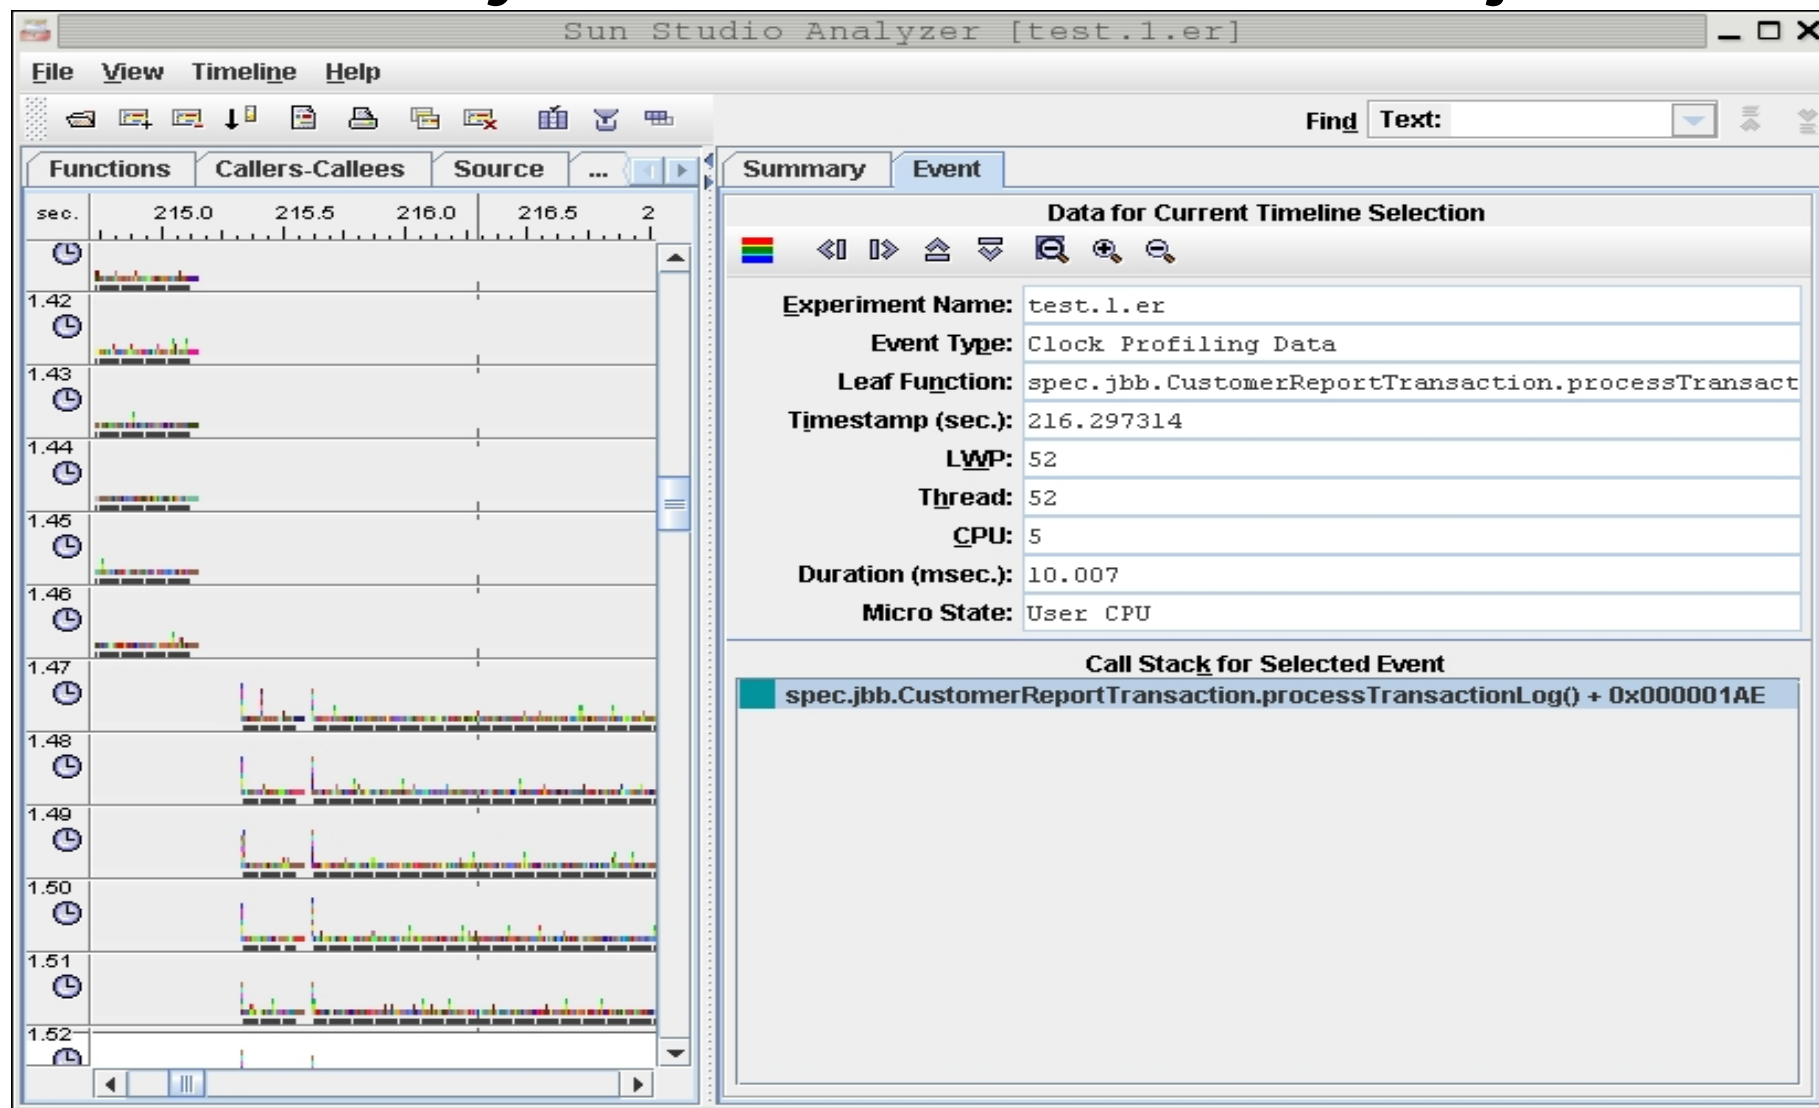 Sun Studio Analyzer [test.1.er]
File View Timeline Help
Find Text:
Functions Callers-Callees Source ...
Summary Event
sec. 215.0 215.5 216.0 216.5 2
Data for Current Timeline Selection
1.42
1.43
1.44
1.45
1.46
1.47
1.48
1.49
1.50
1.51
1.52
Experiment Name: test.1.er
Event Type: Clock Profiling Data
Leaf Function: spec.jbb.CustomerReportTransaction.processTransact
Timestamp (sec.): 216.297314
LWP: 52
Thread: 52
CPU: 5
Duration (msec.): 10.007
Micro State: User CPU
Call Stack for Selected Event
spec.jbb.CustomerReportTransaction.processTransactionLog() + 0x000001AE